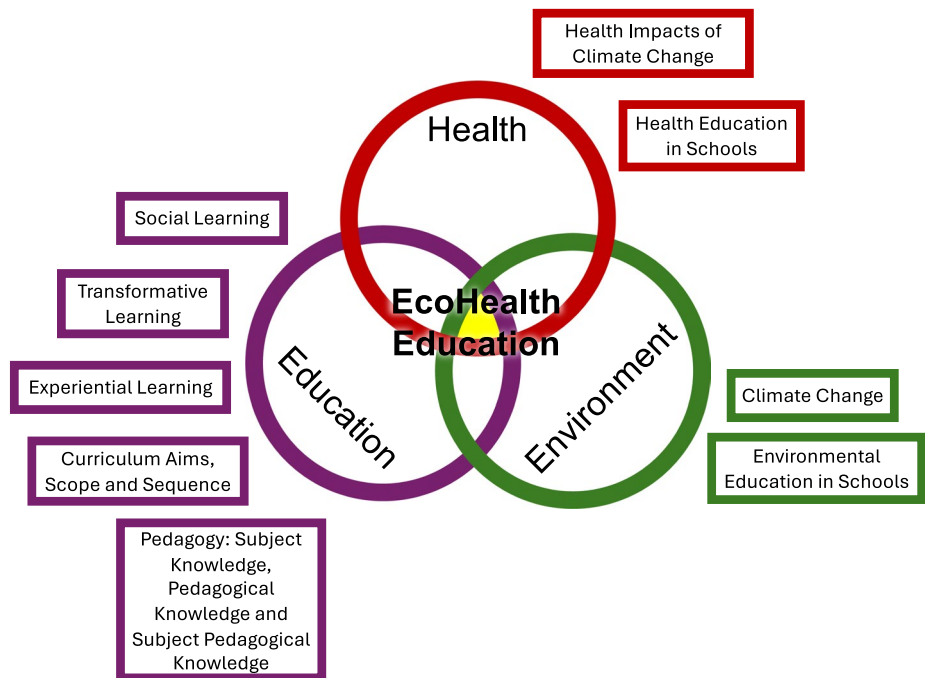 Health Impacts of
Climate Change
Health
Health Education
in Schools
Social Learning
Transformative
Learning
EcoHealth
Education
Experiential Learning
Education
Environment
Climate Change
Curriculum Aims,
Scope and Sequence
Environmental
Education in Schools
Pedagogy: Subject
Knowledge,
Pedagogical
Knowledge and
Subject Pedagogical
Knowledge